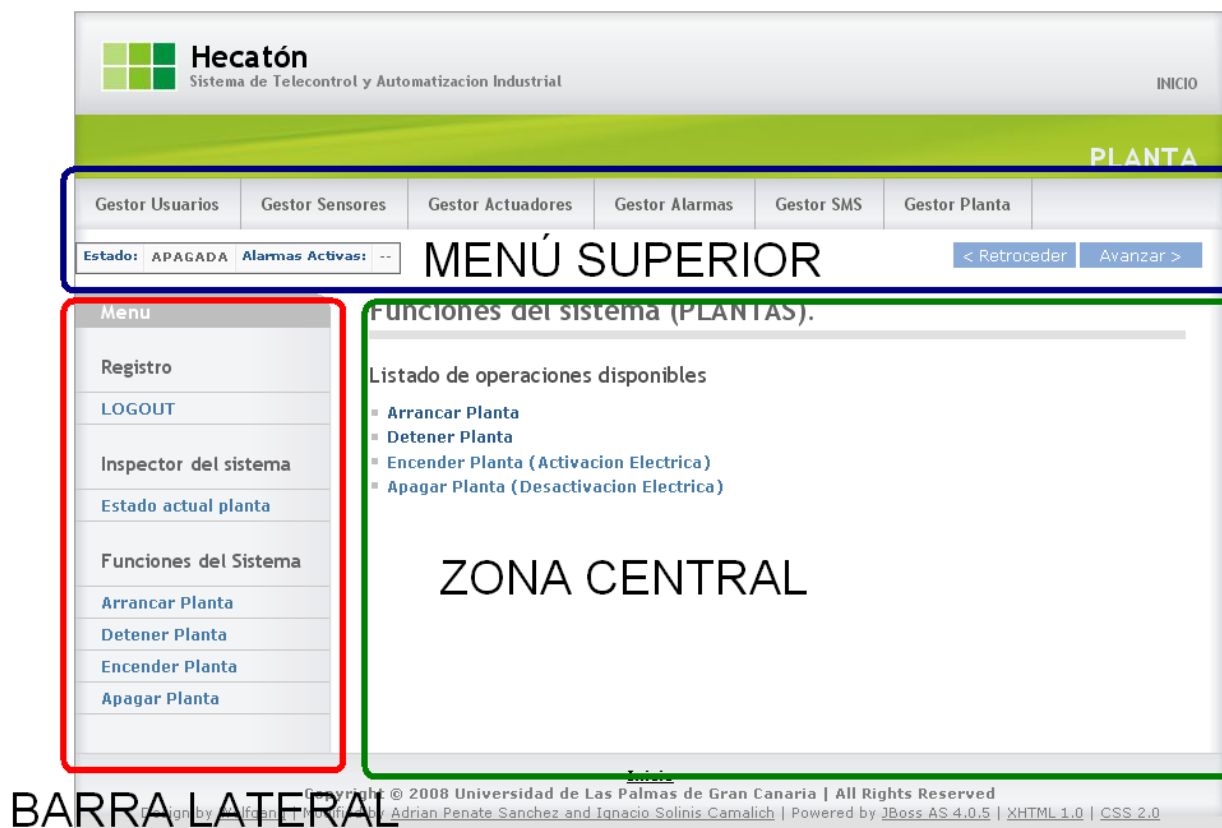 Hecatón
Sistema de Telecontrol y Automatizacion Industrial
INICIO
PLANTA
Gestor Usuarios Gestor Sensores Gestor Actuadores Gestor Alarmas Gestor SMS Gestor Planta
Estado: APAGADA Alarmas Activas: -- MENÚ SUPERIOR < Retroceder Avanzar >
Menu
Registro
LOGOUT
Inspector del sistema
Estado actual planta
Funciones del Sistema
Arrancar Planta
Detener Planta
Encender Planta
Apagar Planta
Funciones del sistema (PLANTAS).
Listado de operaciones disponibles
Arrancar Planta
Detener Planta
Encender Planta (Activacion Electrica)
Apagar Planta (Desactivacion Electrica)
ZONA CENTRAL
Inicio
Copyright © 2008 Universidad de Las Palmas de Gran Canaria | All Rights Reserved
BARRA LATERAL
Design by Wolfgang | Modified by Adrian Penate Sanchez and Ignacio Solinis Camalich | Powered by JBoss AS 4.0.5 | XHTML 1.0 | CSS 2.0